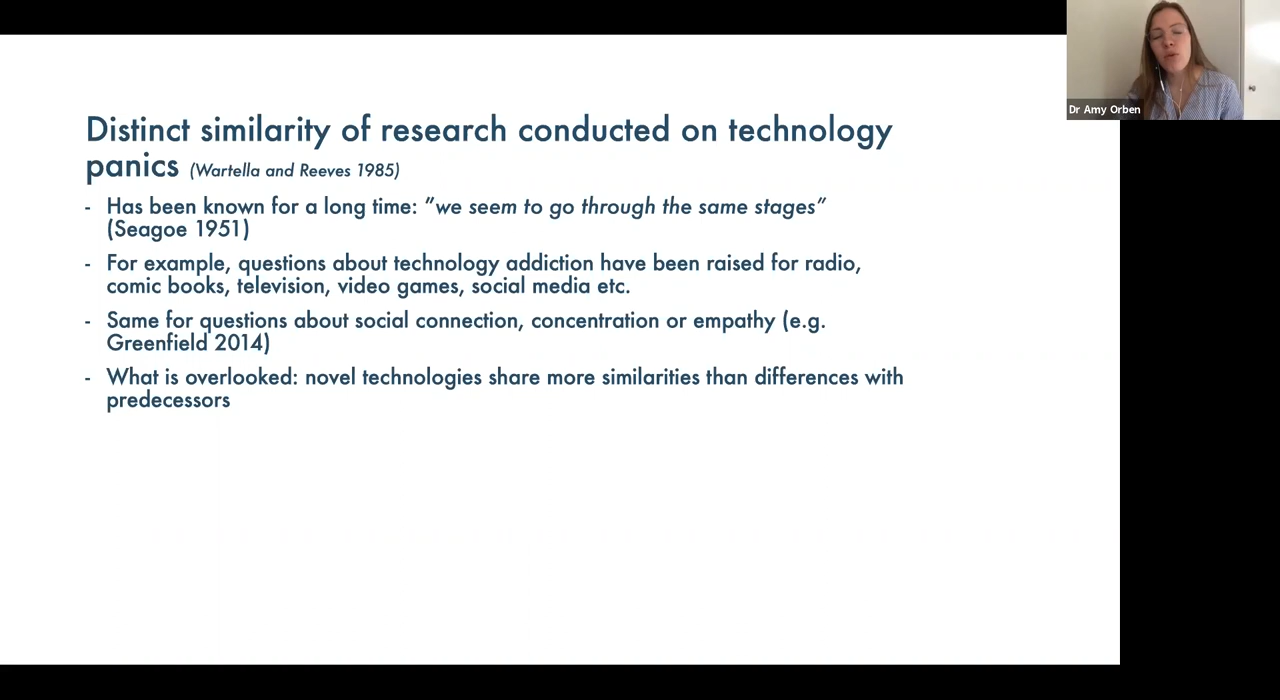 Dr Amy Orben
Distinct similarity of research conducted on technology
panics (Wartella and Reeves 1985)
- Has been known for a long time: ”we seem to go through the same stages”
(Seagoe 1951)
- For example, questions about technology addiction have been raised for radio,
comic books, television, video games, social media etc.
- Same for questions about social connection, concentration or empathy (e.g.
Greenfield 2014)
- What is overlooked: novel technologies share more similarities than differences with
predecessors